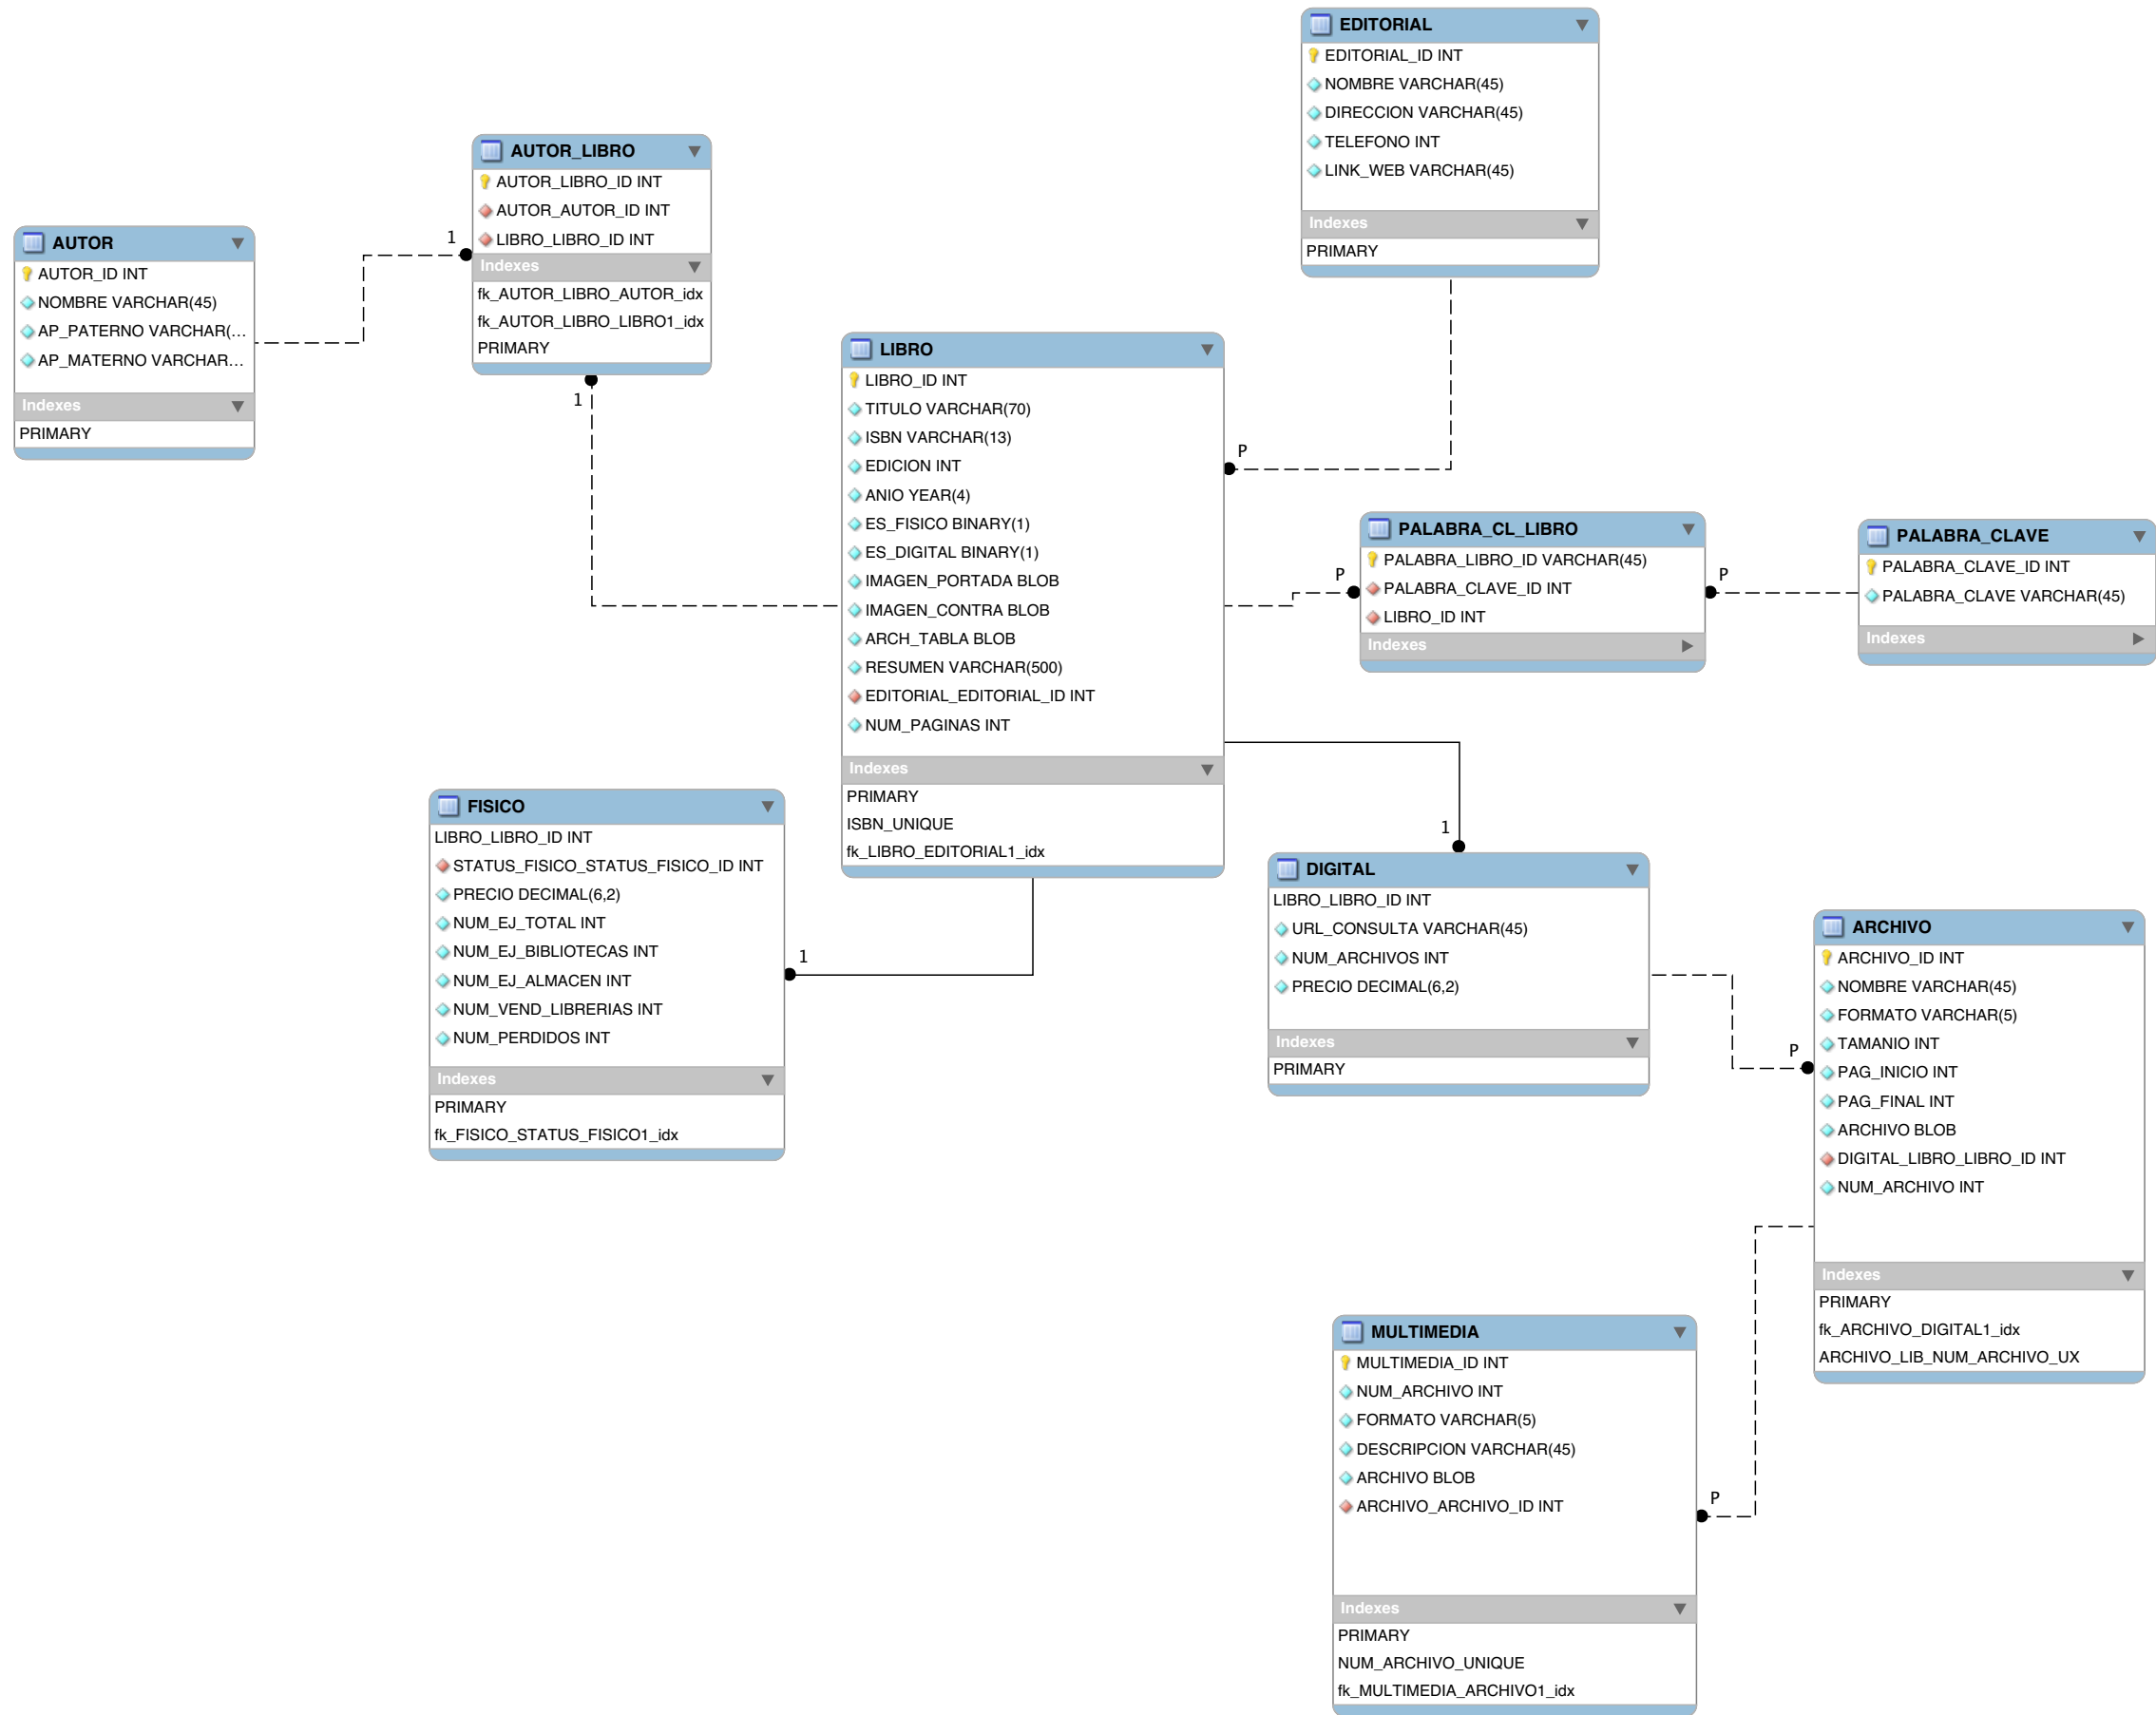 EDITORIAL
EDITORIAL_ID INT
NOMBRE VARCHAR(45)
DIRECCION VARCHAR(45)
TELEFONO INT
LINK_WEB VARCHAR(45)
Indexes
PRIMARY
AUTOR_LIBRO
AUTOR_LIBRO_ID INT
AUTOR_AUTOR_ID INT
LIBRO_LIBRO_ID INT
Indexes
fk_AUTOR_LIBRO_AUTOR_idx
fk_AUTOR_LIBRO_LIBRO1_idx
PRIMARY
1
1
AUTOR
AUTOR_ID INT
NOMBRE VARCHAR(45)
AP_PATERNO VARCHAR(...
AP_MATERNO VARCHAR...
Indexes
PRIMARY
LIBRO
LIBRO_ID INT
TITULO VARCHAR(70)
ISBN VARCHAR(13)
EDICION INT
ANIO YEAR(4)
ES_FISICO BINARY(1)
ES_DIGITAL BINARY(1)
IMAGEN_PORTADA BLOB
IMAGEN_CONTRA BLOB
ARCH_TABLA BLOB
RESUMEN VARCHAR(500)
EDITORIAL_EDITORIAL_ID INT
NUM_PAGINAS INT
Indexes
PRIMARY
ISBN_UNIQUE
fk_LIBRO_EDITORIAL1_idx
P
P
PALABRA_CL_LIBRO
PALABRA_LIBRO_ID VARCHAR(45)
PALABRA_CLAVE_ID INT
LIBRO_ID INT
Indexes
P
PALABRA_CLAVE
PALABRA_CLAVE_ID INT
PALABRA_CLAVE VARCHAR(45)
Indexes
FISICO
LIBRO_LIBRO_ID INT
STATUS_FISICO_STATUS_FISICO_ID INT
PRECIO DECIMAL(6,2)
NUM_EJ_TOTAL INT
NUM_EJ_BIBLIOTECAS INT
NUM_EJ_ALMACEN INT
NUM_VEND_LIBRERIAS INT
NUM_PERDIDOS INT
Indexes
PRIMARY
fk_FISICO_STATUS_FISICO1_idx
1
1
DIGITAL
LIBRO_LIBRO_ID INT
URL_CONSULTA VARCHAR(45)
NUM_ARCHIVOS INT
PRECIO DECIMAL(6,2)
Indexes
PRIMARY
P
ARCHIVO
ARCHIVO_ID INT
NOMBRE VARCHAR(45)
FORMATO VARCHAR(5)
TAMANIO INT
PAG_INICIO INT
PAG_FINAL INT
ARCHIVO BLOB
DIGITAL_LIBRO_LIBRO_ID INT
NUM_ARCHIVO INT
Indexes
PRIMARY
fk_ARCHIVO_DIGITAL1_idx
ARCHIVO_LIB_NUM_ARCHIVO_UX
MULTIMEDIA
MULTIMEDIA_ID INT
NUM_ARCHIVO INT
FORMATO VARCHAR(5)
DESCRIPCION VARCHAR(45)
ARCHIVO BLOB
ARCHIVO_ARCHIVO_ID INT
Indexes
PRIMARY
NUM_ARCHIVO_UNIQUE
fk_MULTIMEDIA_ARCHIVO1_idx
P